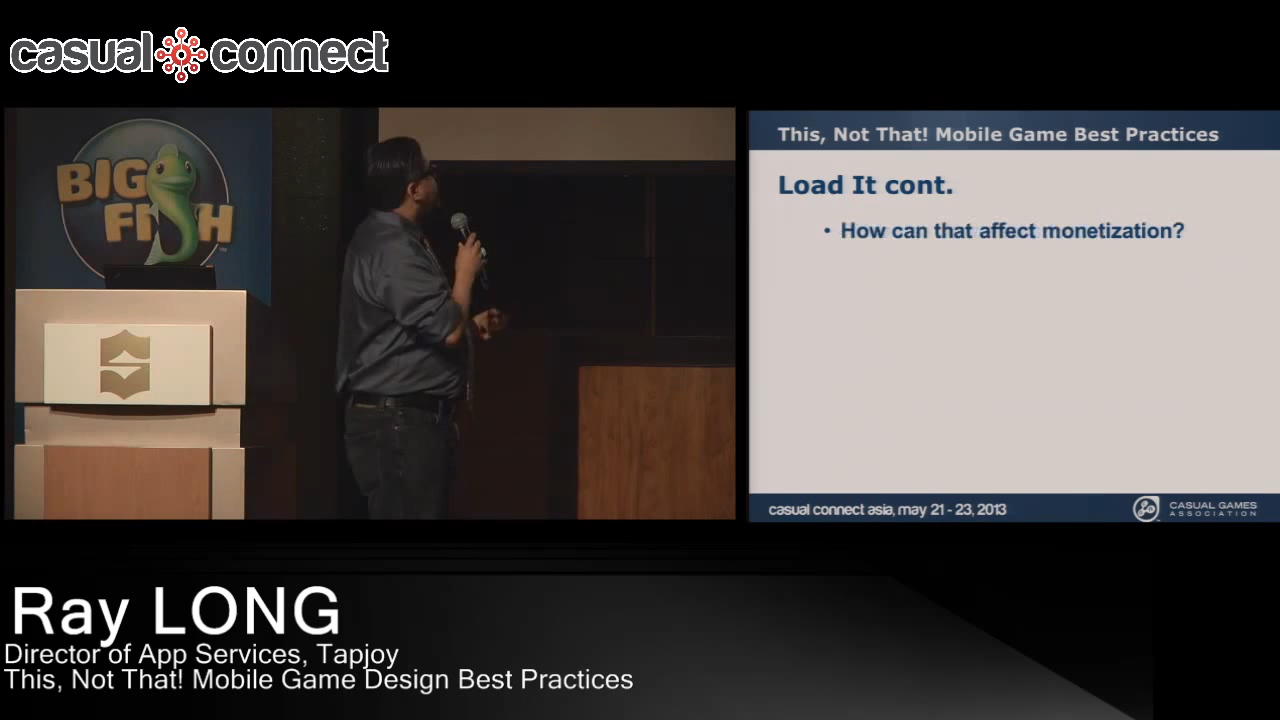 casual connect
BIG
FISH
This, Not That! Mobile Game Best Practices
Load It cont.
• How can that affect monetization?
casual connect asia, may 21 - 23, 2013
CASUAL GAMES
ASSOCIATION
Ray LONG
Director of App Services, Tapjoy
This, Not That! Mobile Game Design Best Practices